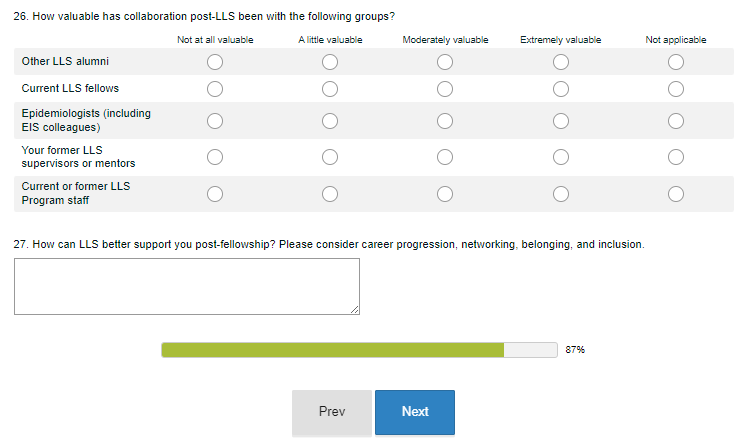 26. How valuable has collaboration post-LLS been with the following groups?
Not at all valuable A little valuable Moderately valuable Extremely valuable Not applicable
Other LLS alumni
Current LLS fellows
Epidemiologists (including
EIS colleagues)
Your former LLS
supervisors or mentors
Current or former LLS
Program staff
27. How can LLS better support you post-fellowship? Please consider career progression, networking, belonging, and inclusion.
87%
Prev Next